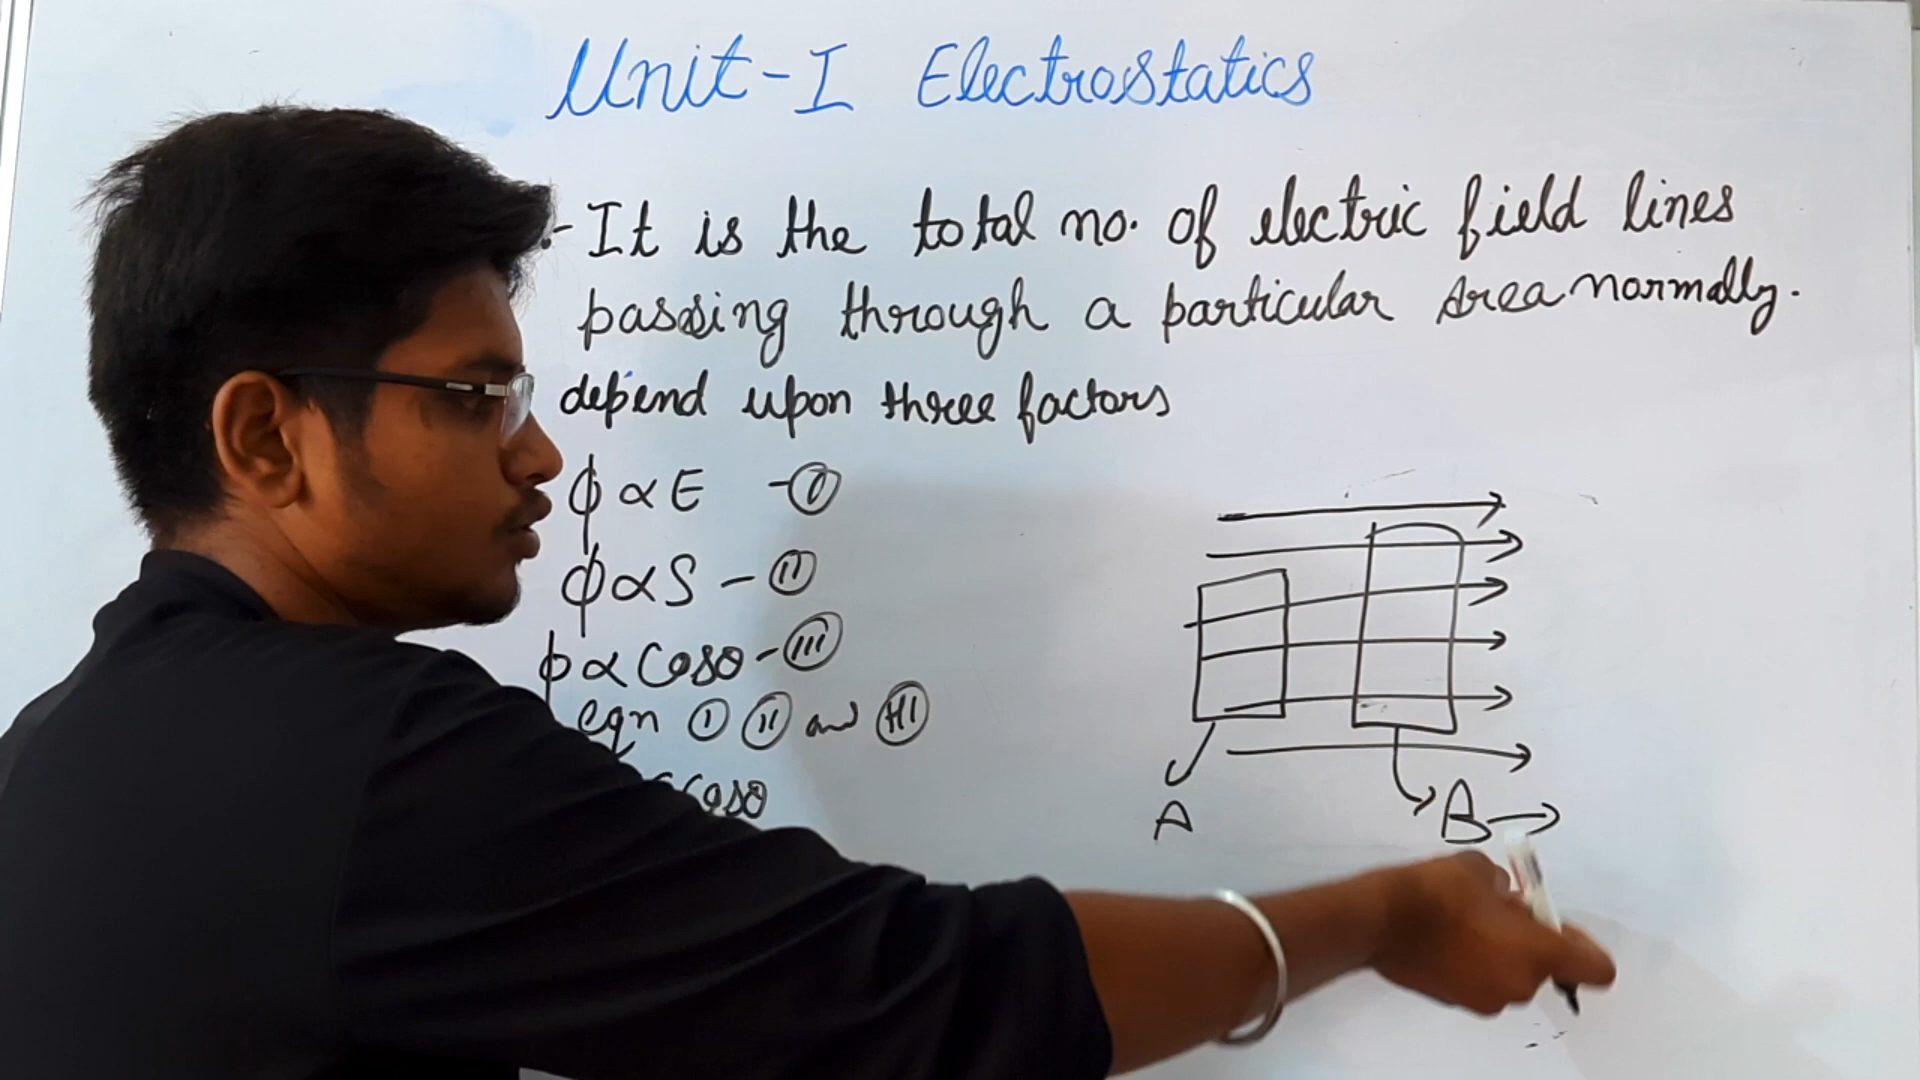 Unit-I Electrostatics
:- It is the total no. of electric field lines
passing through a particular area normally.
depend upon three factors
ϕ ∝ E - (I)
ϕ ∝ S - (II)
ϕ ∝ Cosθ - (III)
eqn (I) (II) and (III)
Cosθ
A
B→